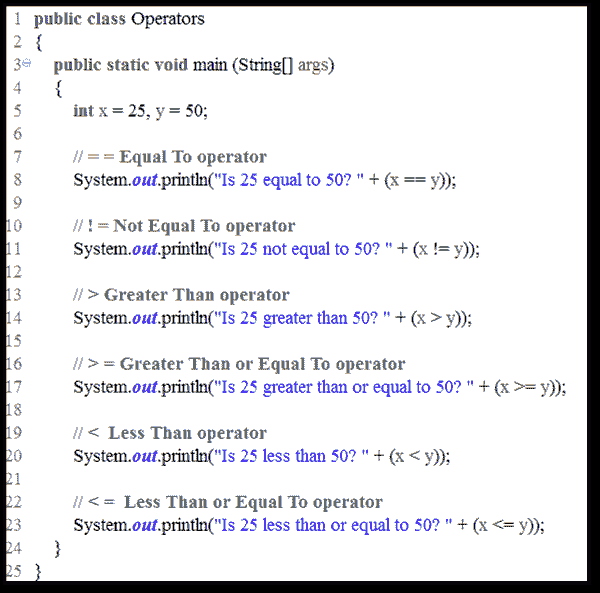 1 public class Operators
2 {
3 public static void main (String[] args)
4 {
5 int x = 25, y = 50;
6
7 // = = Equal To operator
8 System.out.println("Is 25 equal to 50? " + (x == y));
9
10 // ! = Not Equal To operator
11 System.out.println("Is 25 not equal to 50? " + (x != y));
12
13 // > Greater Than operator
14 System.out.println("Is 25 greater than 50? " + (x > y));
15
16 // > = Greater Than or Equal To operator
17 System.out.println("Is 25 greater than or equal to 50? " + (x >= y));
18
19 // < Less Than operator
20 System.out.println("Is 25 less than 50? " + (x < y));
21
22 // < = Less Than or Equal To operator
23 System.out.println("Is 25 less than or equal to 50? " + (x <= y));
24 }
25 }